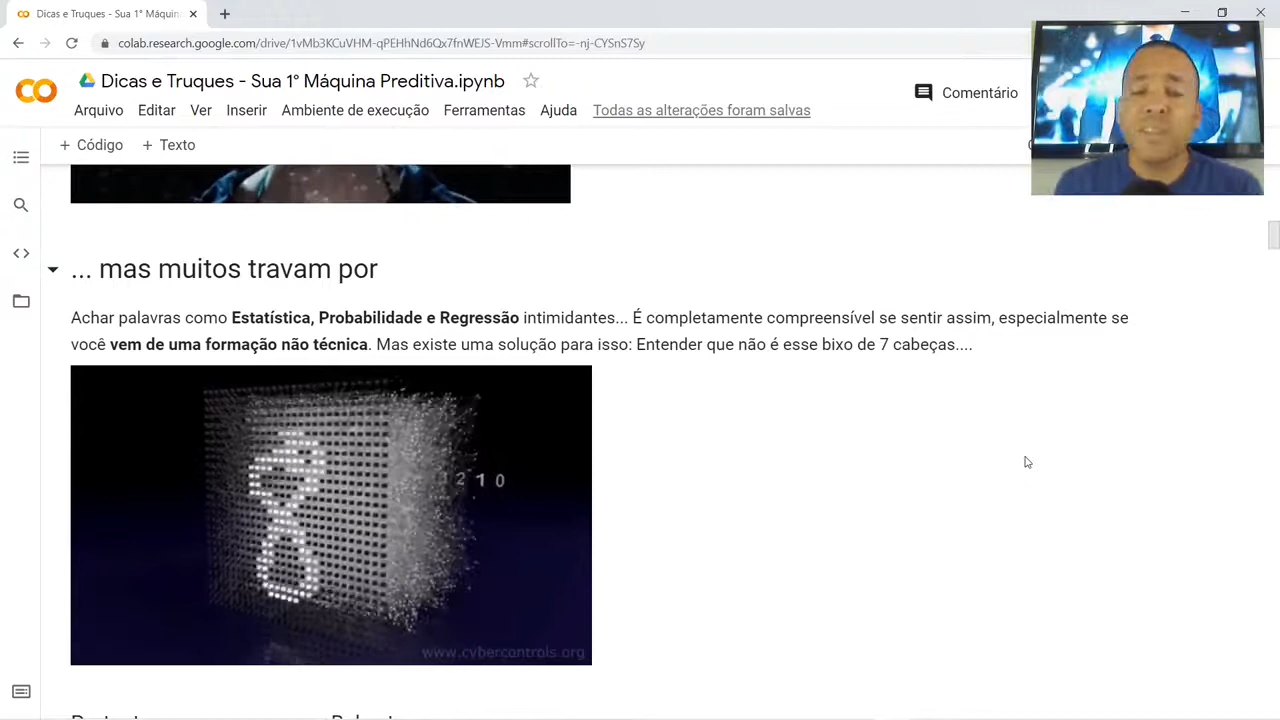 Dicas e Truques - Sua 1° Máquin
colab.research.google.com/drive/1vMb3KCuVHM-qPEHhNd6Qx7mWEJS-Vmm#scrollTo=-nj-CYSnS7Sy
Dicas e Truques - Sua 1° Máquina Preditiva.ipynb
Comentário
Arquivo Editar Ver Inserir Ambiente de execução Ferramentas Ajuda Todas as alterações foram salvas
+ Código + Texto
... mas muitos travam por
Achar palavras como Estatística, Probabilidade e Regressão intimidantes... É completamente compreensível se sentir assim, especialmente se
você vem de uma formação não técnica. Mas existe uma solução para isso: Entender que não é esse bixo de 7 cabeças....
8
1 2 1 0
www.cybercontrols.org